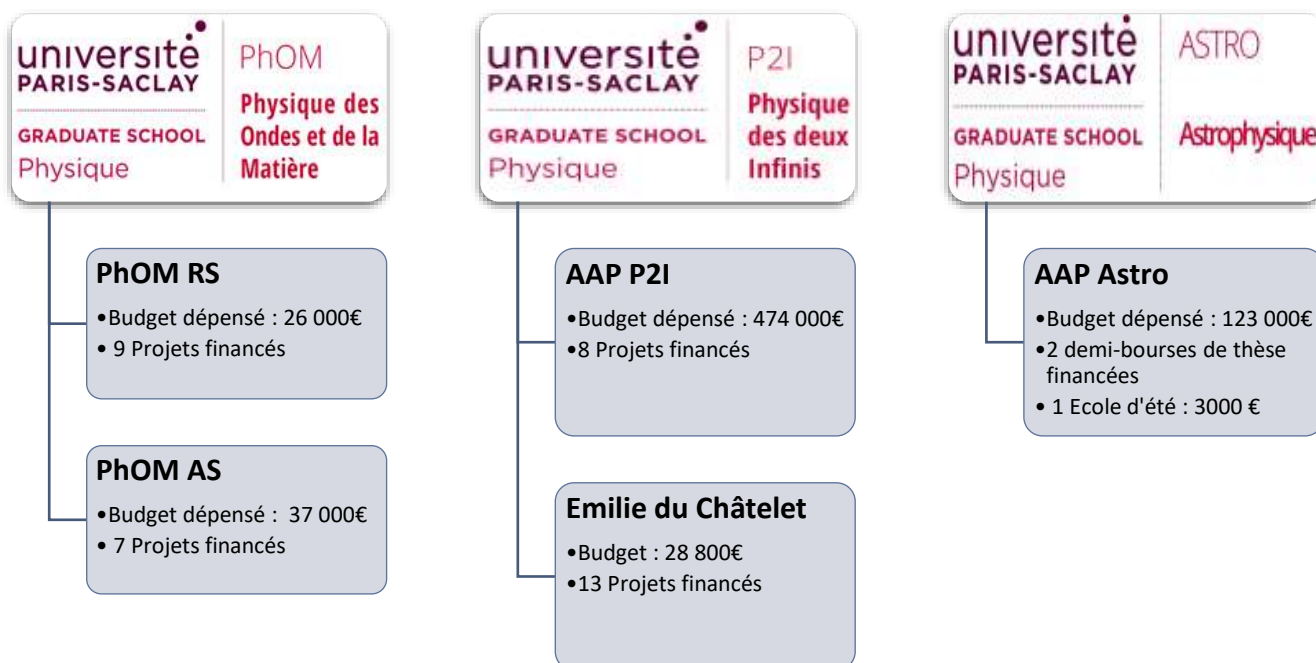 université
PARIS-SACLAY
GRADUATE SCHOOL
Physique
PhOM
Physique des
Ondes et de la
Matière
PhOM RS
•Budget dépensé : 26 000€
• 9 Projets financés
PhOM AS
•Budget dépensé :  37 000€
• 7 Projets financés
université
PARIS-SACLAY
GRADUATE SCHOOL
Physique
P2I
Physique
des deux
Infinis
AAP P2I
•Budget dépensé : 474 000€
•8 Projets financés
Emilie du Châtelet
•Budget : 28 800€
•13 Projets financés
université
PARIS-SACLAY
GRADUATE SCHOOL
Physique
ASTRO
Astrophysique
AAP Astro
•Budget dépensé : 123 000€
•2 demi-bourses de thèse
financées
• 1 Ecole d'été : 3000 €